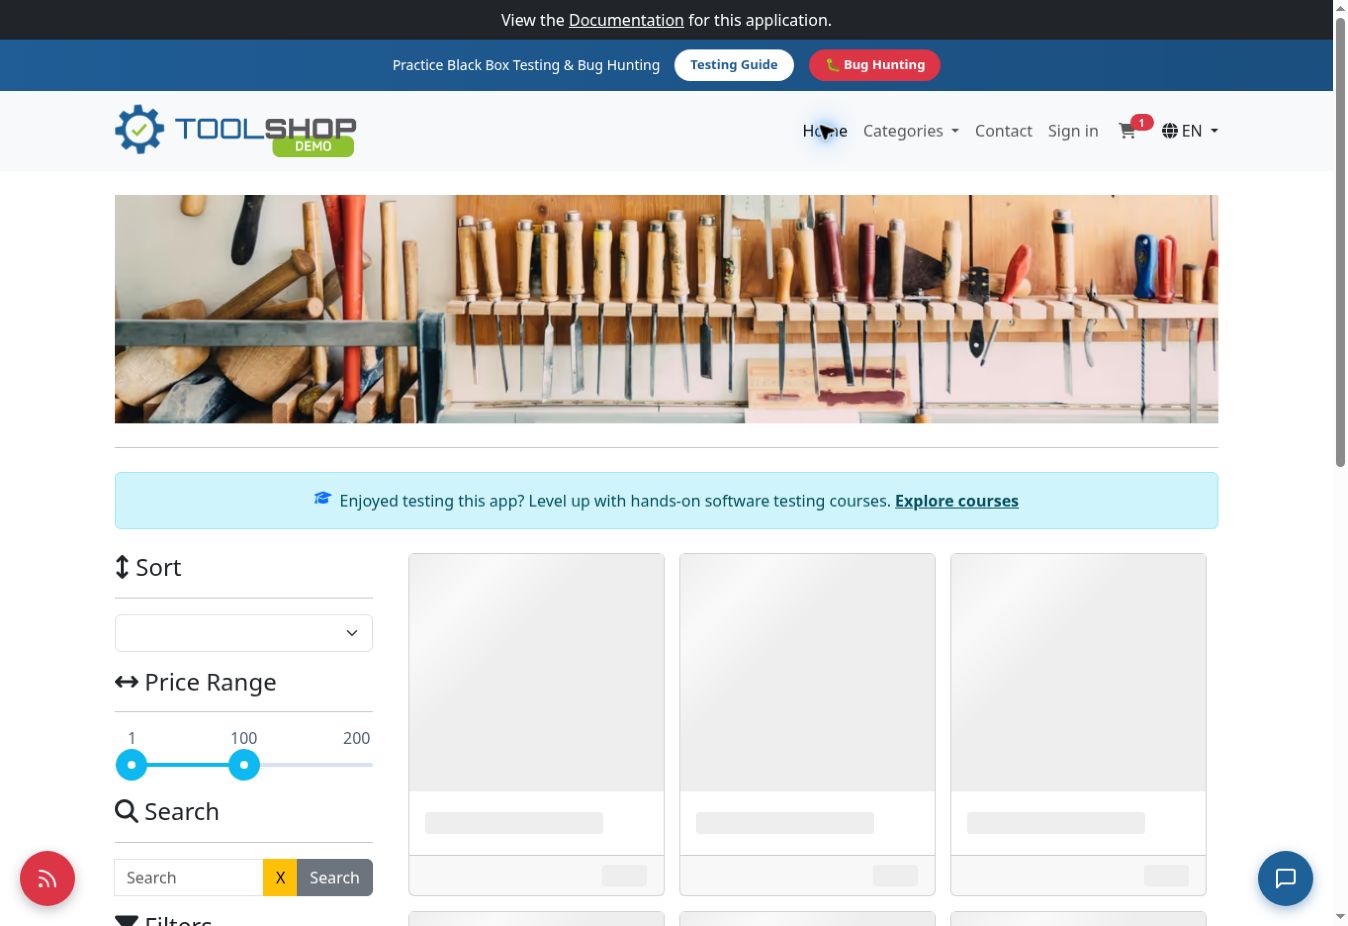 View the Documentation for this application.
Practice Black Box Testing & Bug Hunting Testing Guide 🐛 Bug Hunting
TOOLSHOP
DEMO
Home Categories Contact Sign in 1 EN
Enjoyed testing this app? Level up with hands-on software testing courses. Explore courses
Sort
Price Range
1 100 200
Search
Search X Search
Filters